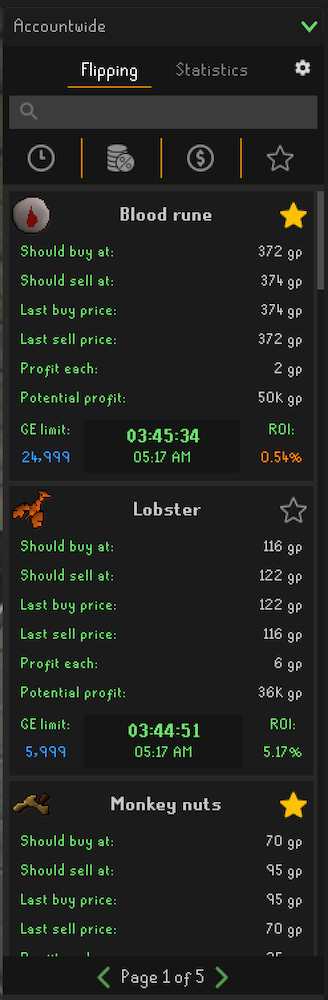 Accountwide
Flipping Statistics
Blood rune
Should buy at: 372 gp
Should sell at: 374 gp
Last buy price: 374 gp
Last sell price: 372 gp
Profit each: 2 gp
Potential profit: 50K gp
GE limit: 03:45:34 ROI:
24,999 05:17 AM 0.54%
Lobster
Should buy at: 116 gp
Should sell at: 122 gp
Last buy price: 122 gp
Last sell price: 116 gp
Profit each: 6 gp
Potential profit: 36K gp
GE limit: 03:44:51 ROI:
5,999 05:17 AM 5.17%
Monkey nuts
Should buy at: 70 gp
Should sell at: 95 gp
Last buy price: 95 gp
Last sell price: 70 gp
Page 1 of 5